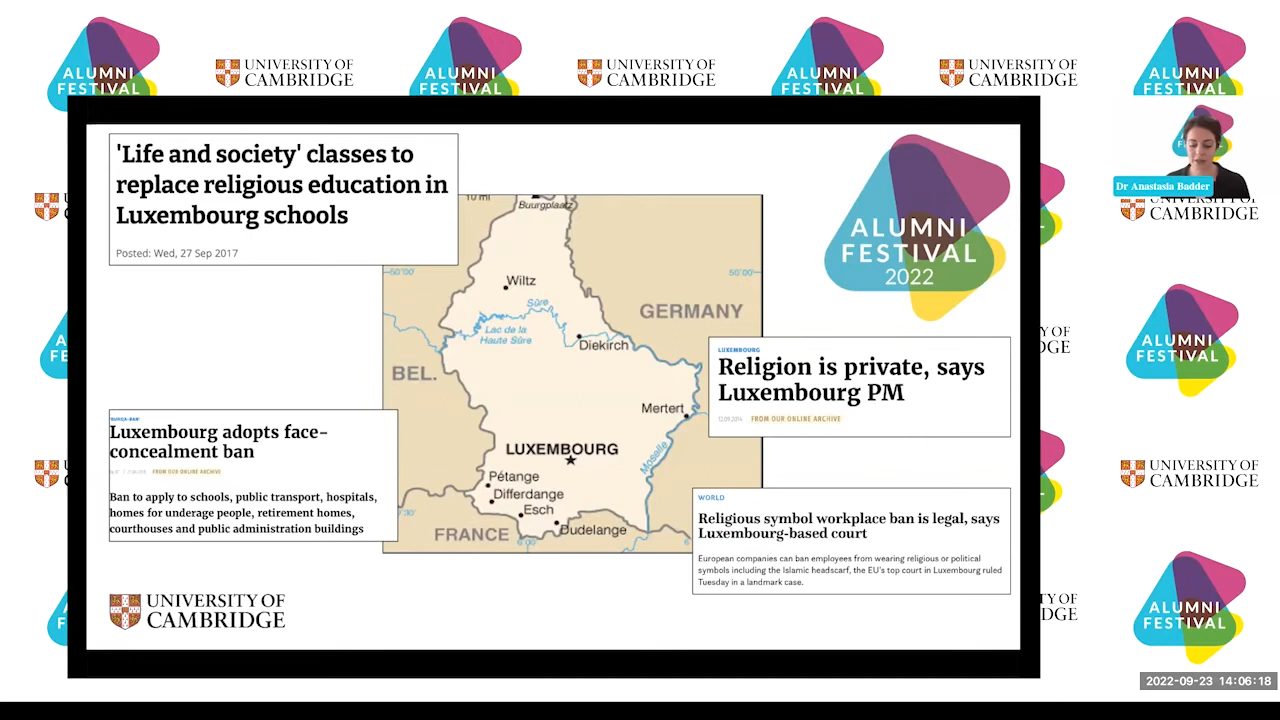 ALUMNI
FESTIVAL
UNIVERSITY OF
CAMBRIDGE
ALUMNI
FESTIVAL
UNIVERSITY OF
CAMBRIDGE
ALUMNI
FESTIVAL
UNIVERSITY OF
CAMBRIDGE
ALUMNI
FESTIVAL
'Life and society' classes to
replace religious education in
Luxembourg schools
Posted: Wed, 27 Sep 2017
10 mi
Buurgplaatz
50°00'
50°00'
Wiltz
Sûre
Lac de la
Haute Sûre
Diekirch
GERMANY
BEL.
Mertert
LUXEMBOURG
Moselle
Pétange
Differdange
Esch
Dudelange
FRANCE
6°00'
ALUMNI
FESTIVAL
2022
LUXEMBOURG
Religion is private, says
Luxembourg PM
12.09.2014 FROM OUR ONLINE ARCHIVE
'BURQA-BAN'
Luxembourg adopts face-
concealment ban
FROM OUR ONLINE ARCHIVE
Ban to apply to schools, public transport, hospitals,
homes for underage people, retirement homes,
courthouses and public administration buildings
WORLD
Religious symbol workplace ban is legal, says
Luxembourg-based court
European companies can ban employees from wearing religious or political
symbols including the Islamic headscarf, the EU's top court in Luxembourg ruled
Tuesday in a landmark case.
UNIVERSITY OF
CAMBRIDGE
Dr Anastasia Badder
UNIVERSITY OF
CAMBRIDGE
ALUMNI
FESTIVAL
UNIVERSITY OF
CAMBRIDGE
ALUMNI
FESTIVAL
2022-09-23 14:06:18